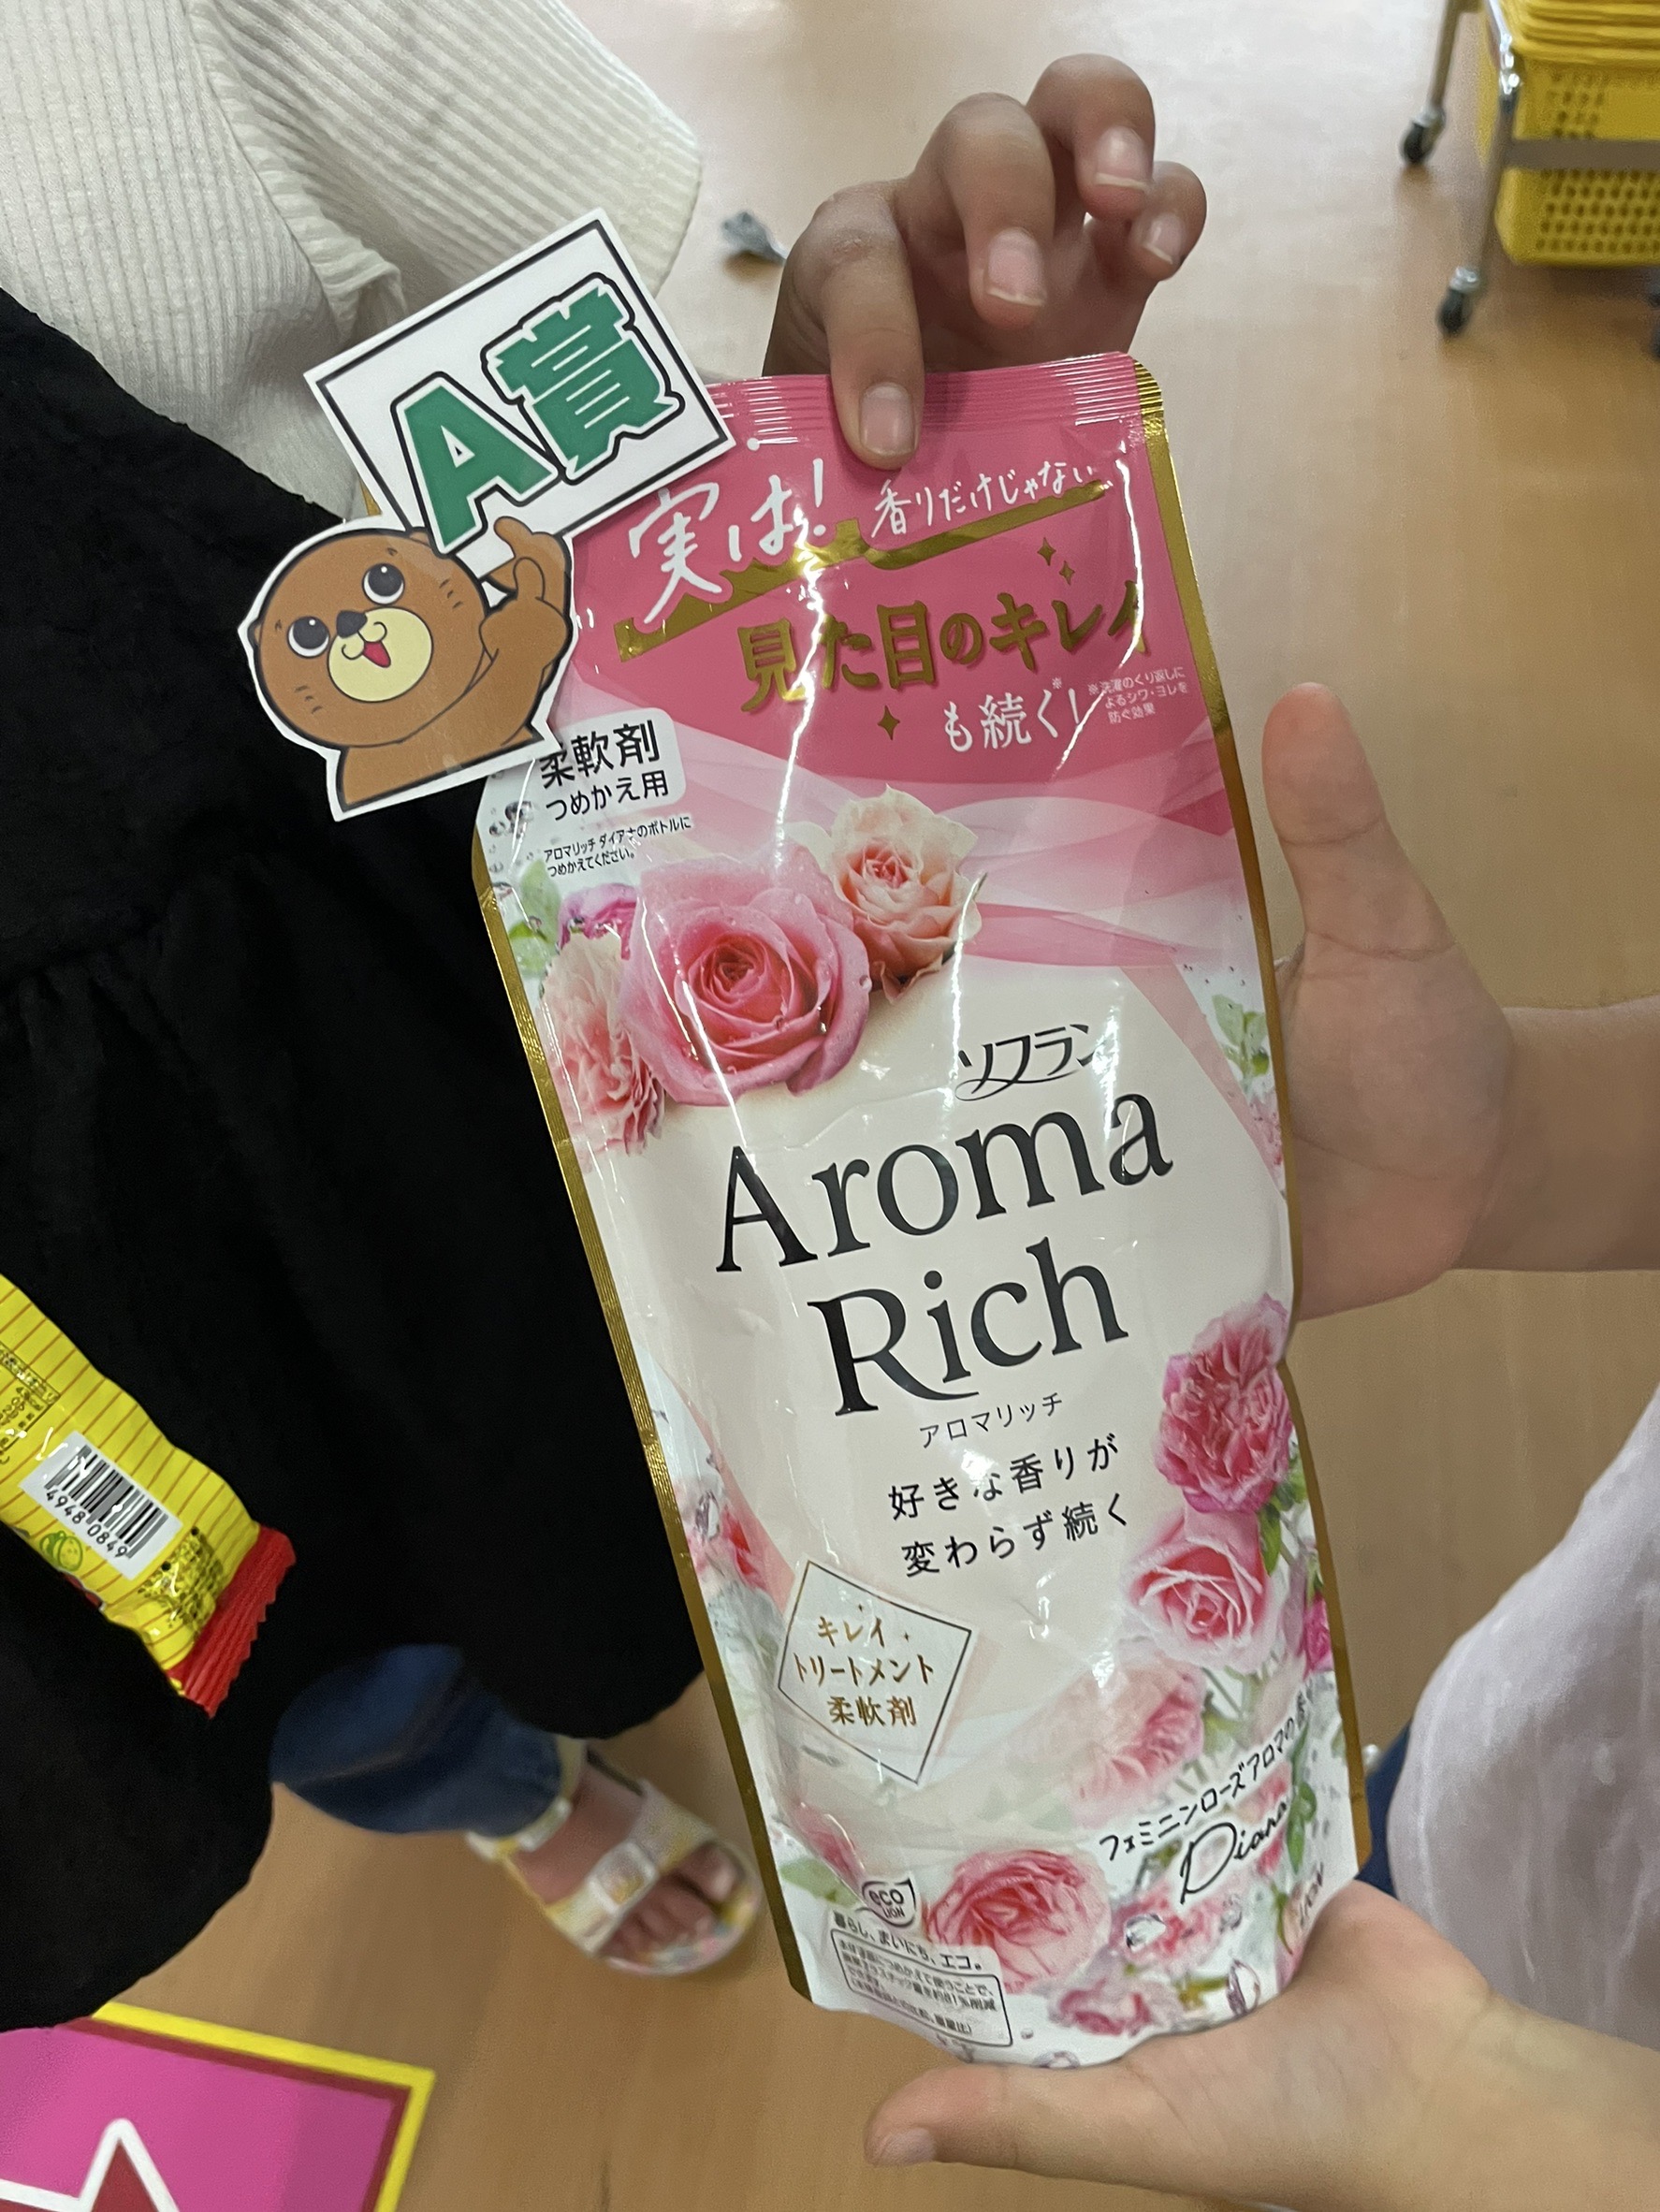 A賞
実は! 香りだけじゃない
見た目のキレイ
も続く!
※洗濯のくり返しに
よるシワ・ヨレを
防ぐ効果
柔軟剤
つめかえ用
アロマリッチ ダイアナのボトルに
つめかえてください。
ソフラン
Aroma
Rich
アロマリッチ
好きな香りが
変わらず続く
キレイ
トリートメント
柔軟剤
フェミニンローズアロマの香り
Diana
LION
eco
LION
暮らし、まいにち、エコ。
4948 0849